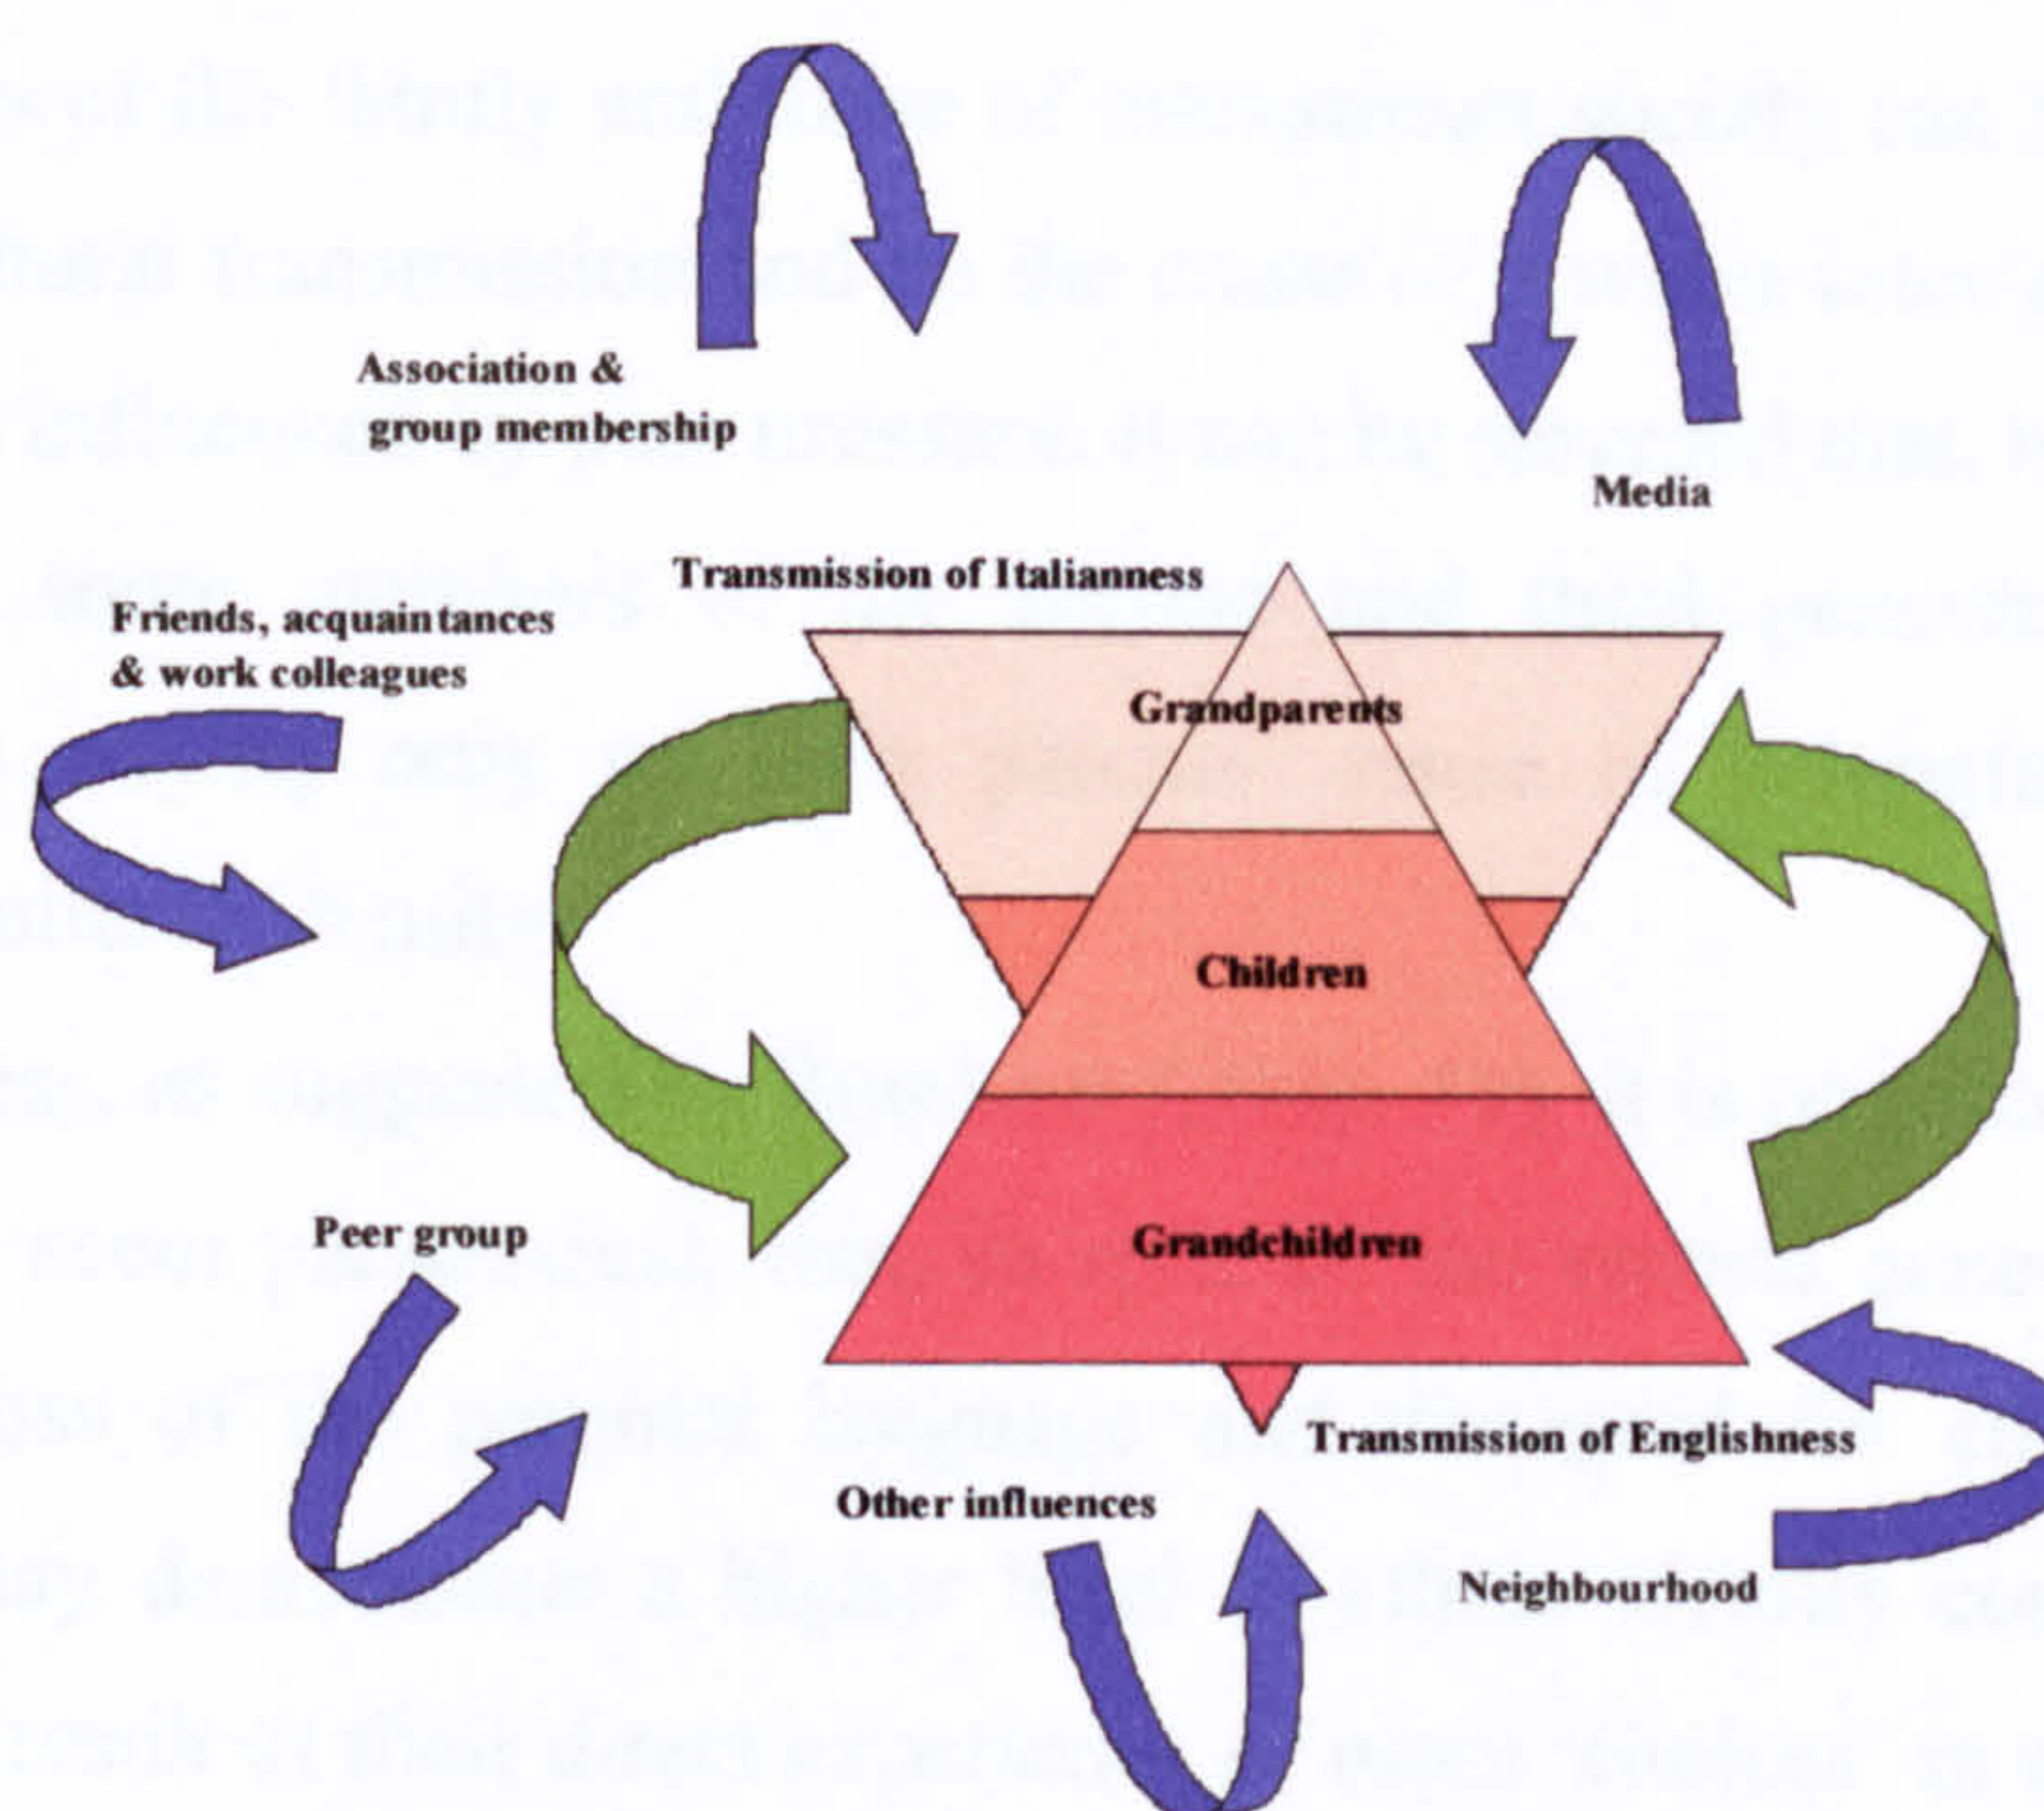 Association &
group membership
Media
Transmission of Italianness
Friends, acquaintances
& work colleagues
Grandparents
Children
Peer group
Grandchildren
Transmission of Englishness
Other influences
Neighbourhood